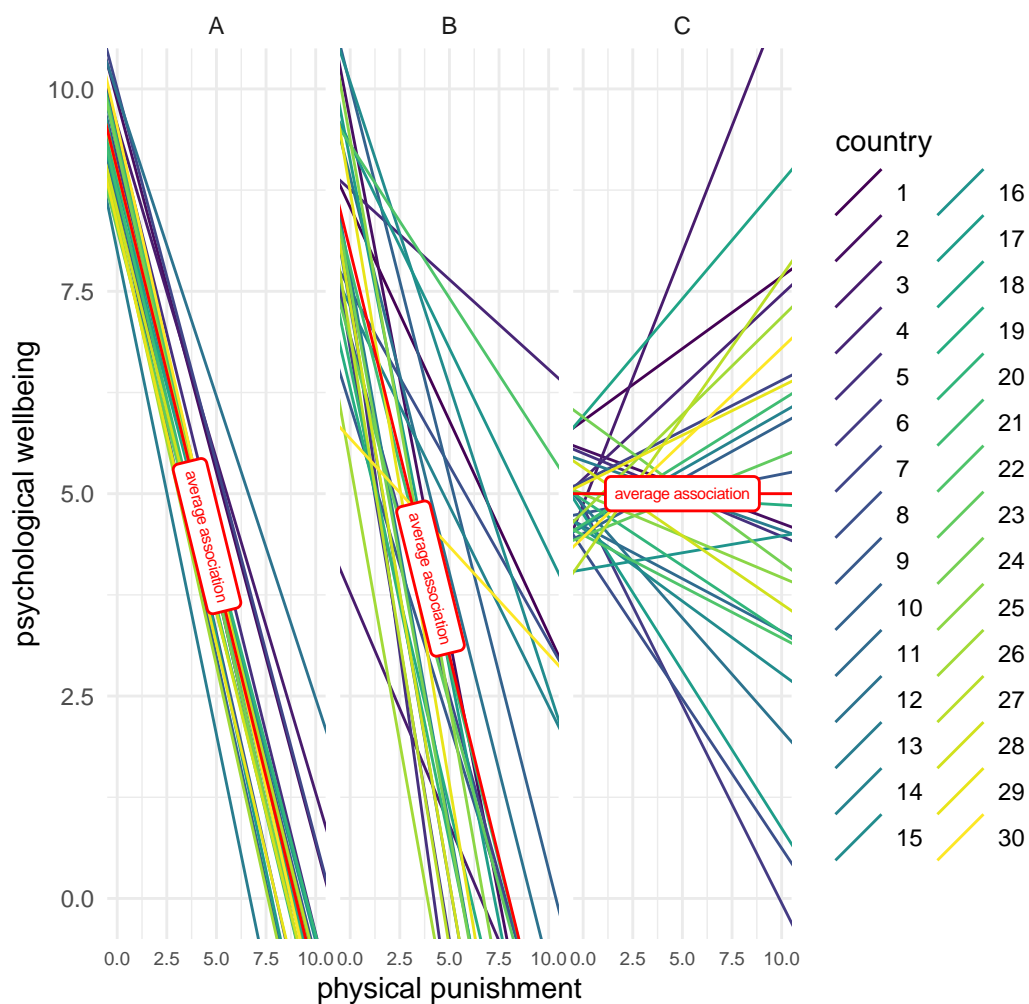 A B C
psychological wellbeing
10.0
7.5
5.0
2.5
0.0
average association
average association
average association
0.0 2.5 5.0 7.5 10.0 0.0 2.5 5.0 7.5 10.0 0.0 2.5 5.0 7.5 10.0
physical punishment
country
1 16
2 17
3 18
4 19
5 20
6 21
7 22
8 23
9 24
10 25
11 26
12 27
13 28
14 29
15 30